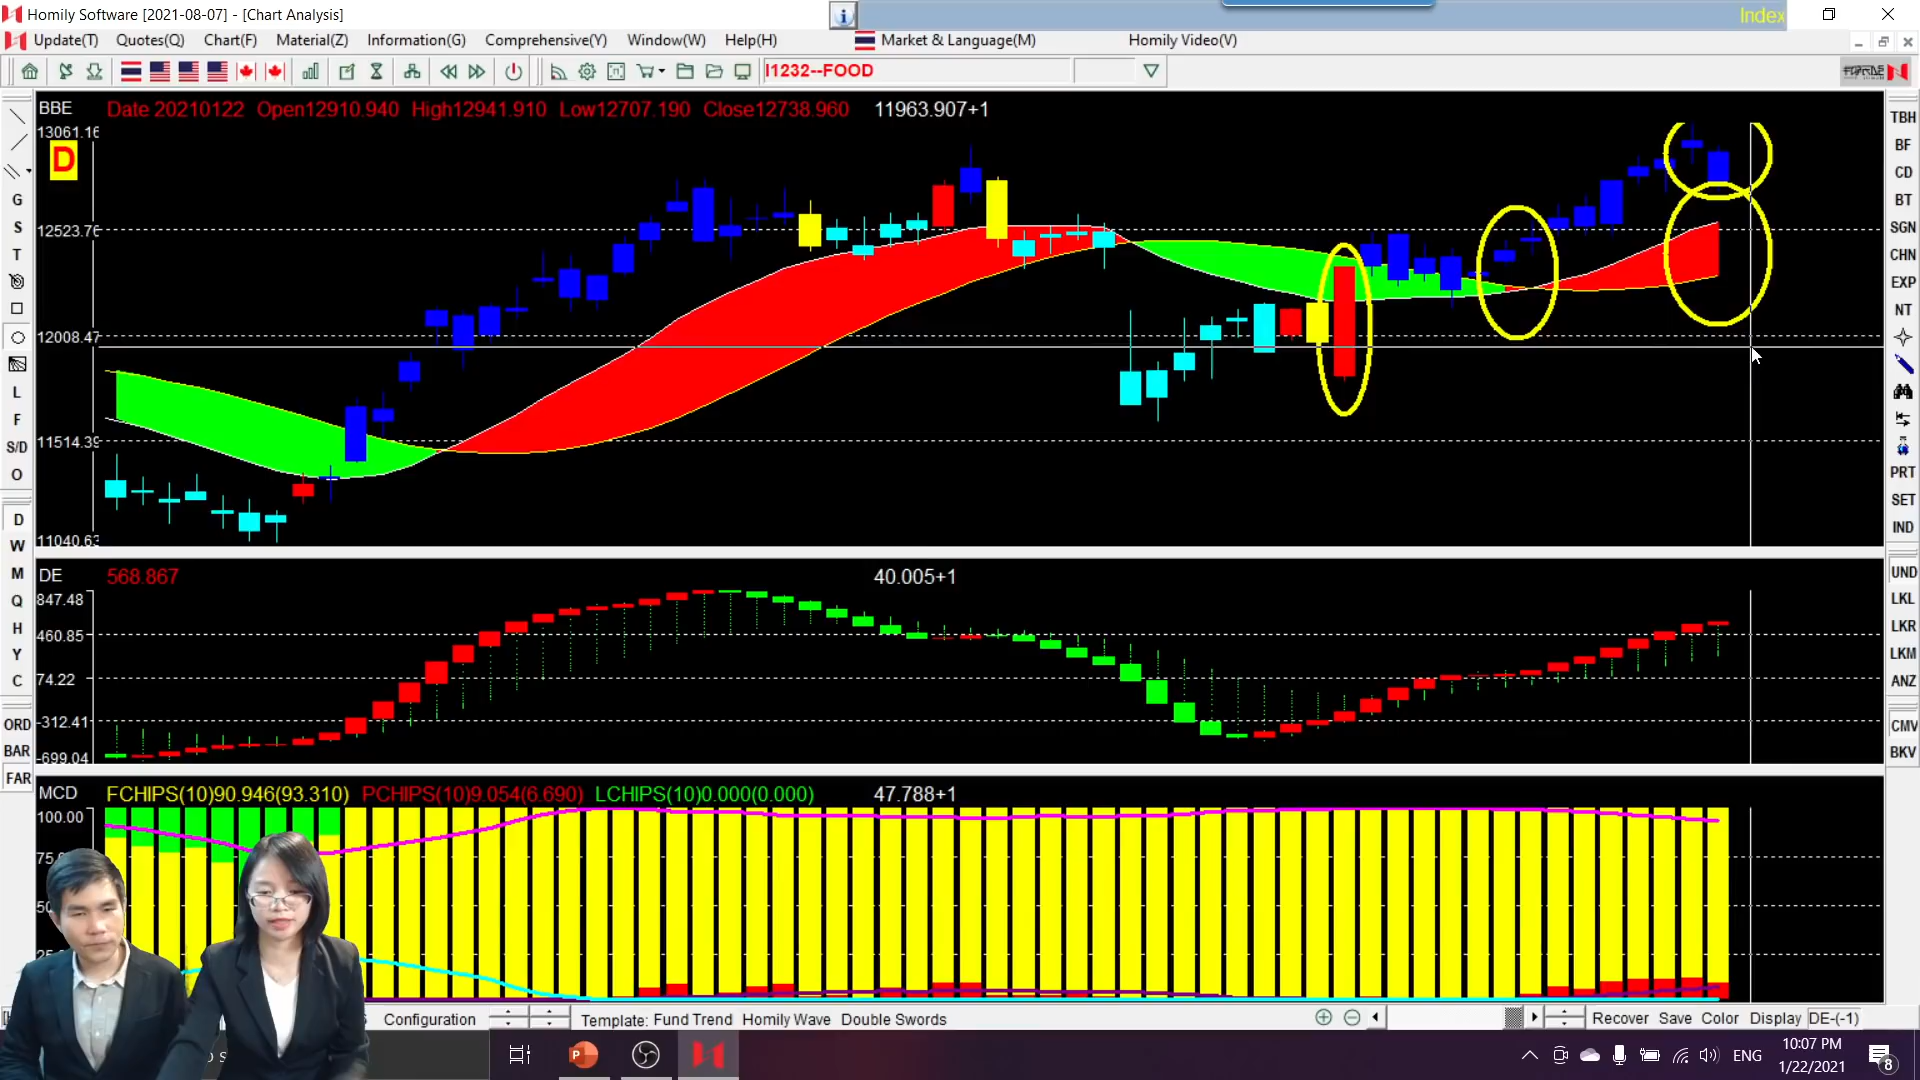 Homily Software [2021-08-07] - [Chart Analysis]
Index
Update(T) Quotes(Q) Chart(F) Material(Z) Information(G) Comprehensive(Y) Window(W) Help(H) Market & Language(M) Homily Video(V)
I1232--FOOD
BBE Date 20210122 Open12910.940 High12941.910 Low12707.190 Close12738.960 11963.907+1
13061.16
D
12523.76
12008.47
11514.39
11040.63
DE 568.867 40.005+1
847.48
460.85
74.22
-312.41
-699.04
MCD FCHIPS(10)90.946(93.310) PCHIPS(10)9.054(6.690) LCHIPS(10)0.000(0.000) 47.788+1
100.00
G
S
T
L
F
S/D
O
D
W
M
Q
H
Y
C
ORD
BAR
FAR
TBH
BF
CD
BT
SGN
CHN
EXP
NT
PRT
SET
IND
UND
LKL
LKR
LKM
ANZ
CMV
BKV
Configuration Template: Fund Trend Homily Wave Double Swords Recover Save Color Display DE-(-1)
ENG
10:07 PM
1/22/2021
8